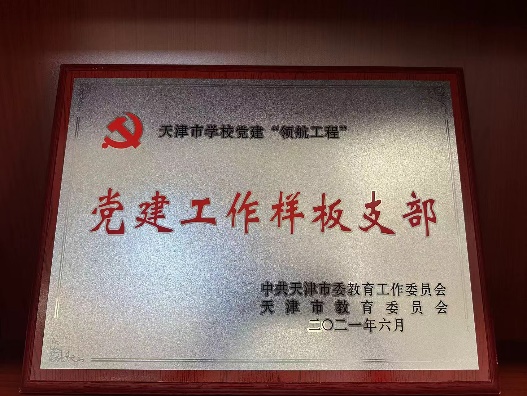 天津市学校党建“领航工程”
党建工作样板支部
中共天津市委教育工作委员会
天津市教育委员会
二〇二一年六月